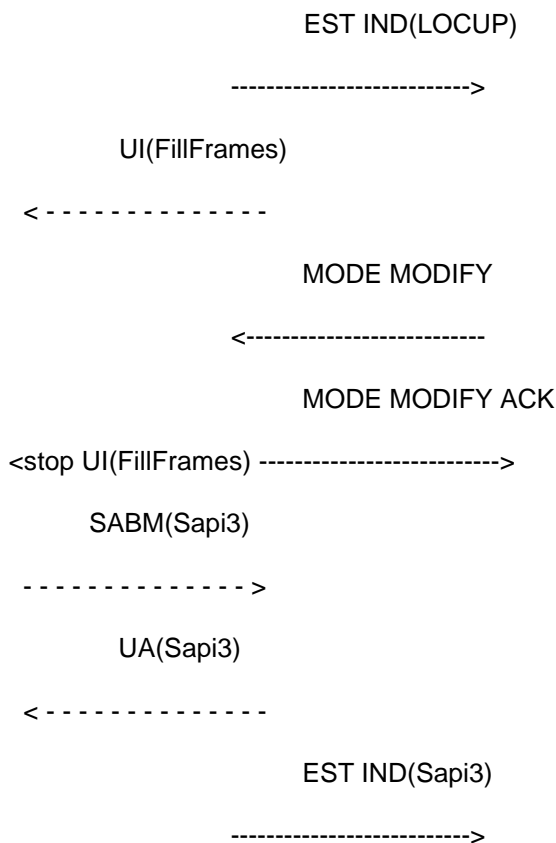 EST IND(LOCUP)
--------------------------->
UI(FillFrames)
< - - - - - - - - - - - - - -
MODE MODIFY
<---------------------------
MODE MODIFY ACK
<stop UI(FillFrames) --------------------------->
SABM(Sapi3)
- - - - - - - - - - - - - - >
UA(Sapi3)
< - - - - - - - - - - - - - -
EST IND(Sapi3)
--------------------------->